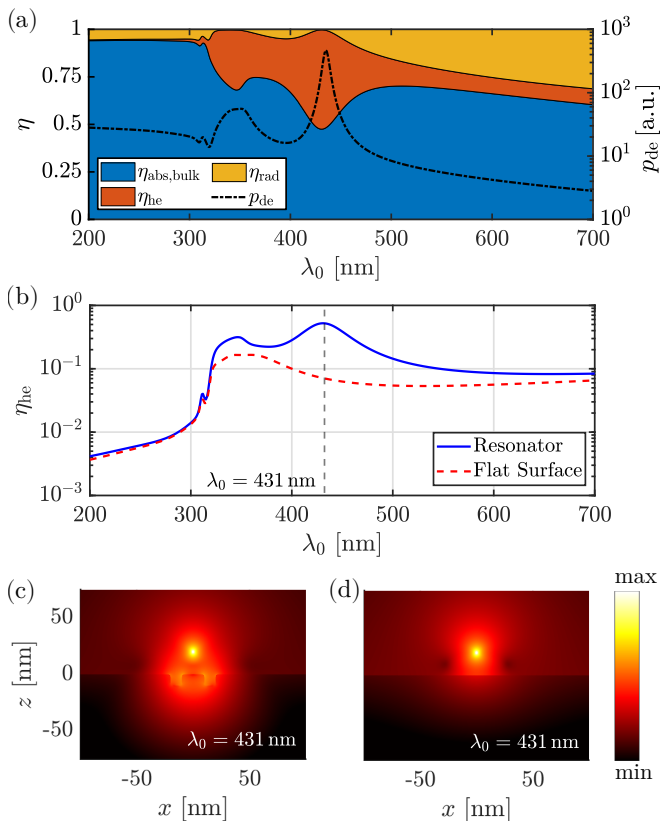 (a)
1
0.75
0.5
0.25
0
η
10^3
10^2
10^1
10^0
p_de [a.u.]
η_abs,bulk
η_rad
η_he
p_de
200 300 400 500 600 700
λ_0 [nm]
(b)
10^0
10^-1
10^-2
10^-3
η_he
λ_0 = 431 nm
Resonator
Flat Surface
200 300 400 500 600 700
λ_0 [nm]
(c)
(d)
max
50
0
-50
z [nm]
λ_0 = 431 nm
λ_0 = 431 nm
min
-50 50
-50 50
x [nm]
x [nm]